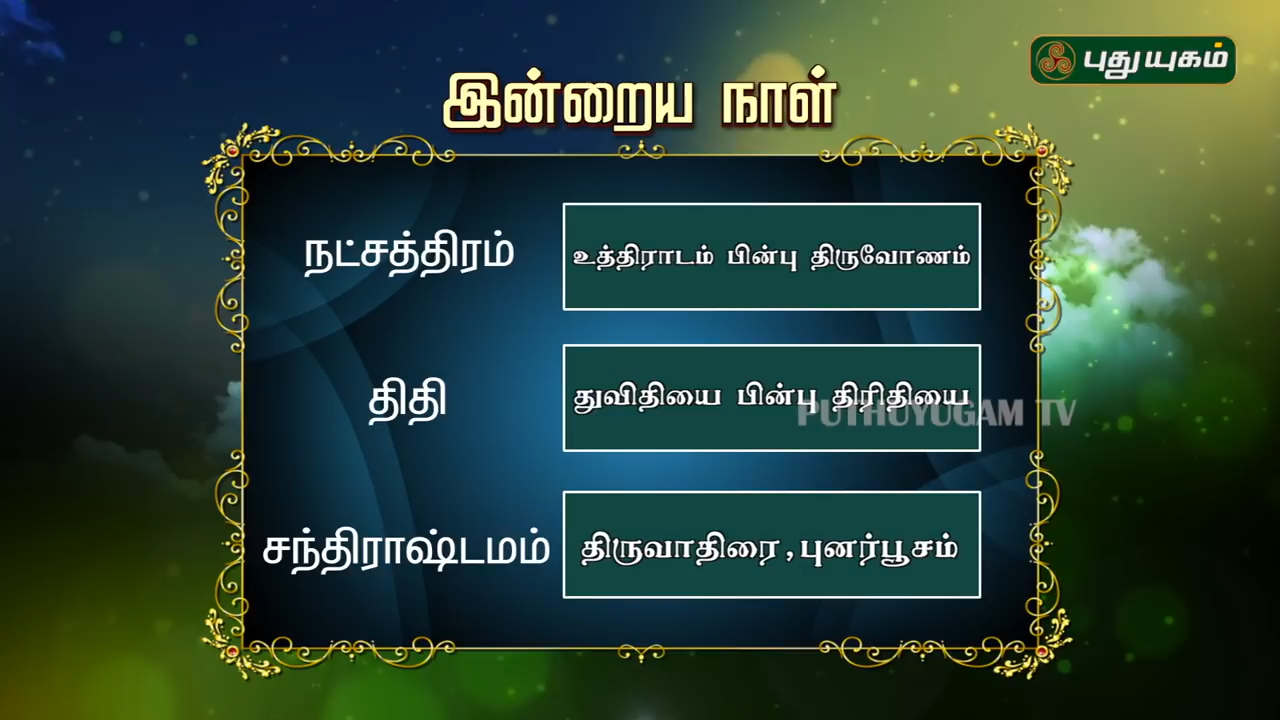 புதுயுகம்
இன்றைய நாள்
நட்சத்திரம்
உத்திராடம் பின்பு திருவோணம்
திதி
துவிதியை பின்பு திரிதியை
PUTHUYUGAM TV
சந்திராஷ்டமம்
திருவாதிரை,புனர்பூசம்